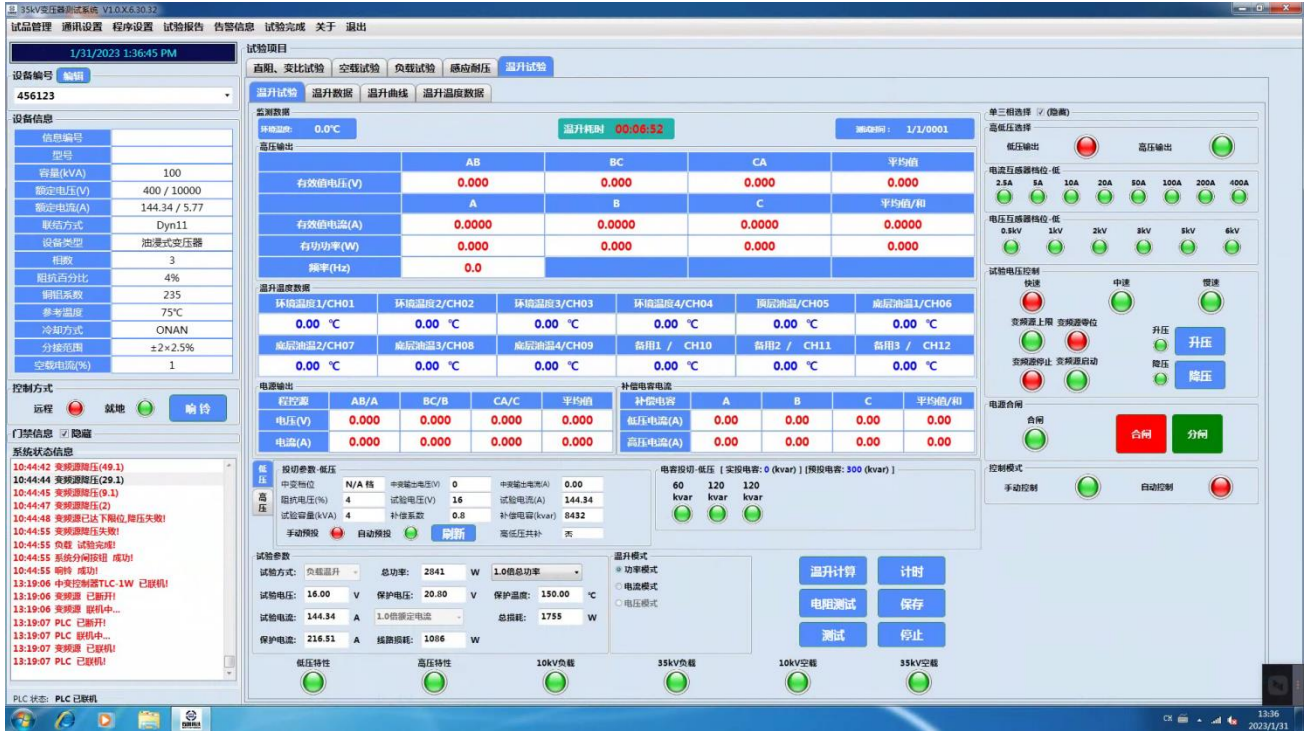 35kV变压器测试系统 V1.0.X.6.30.32
试品管理 通讯设置 程序设置 试验报告 告警信息 试验完成 关于 退出
1/31/2023 1:36:45 PM
设备编号 编辑
456123
设备信息
信息编号
型号
容量(kVA) 100
额定电压(V) 400 / 10000
额定电流(A) 144.34 / 5.77
联结方式 Dyn11
设备类型 油浸式变压器
相数 3
阻抗百分比 4%
铜铝系数 235
参考温度 75℃
冷却方式 ONAN
分接范围 ±2×2.5%
空载电流(%) 1
控制方式
远程 就地 响铃
门禁信息 隐藏
系统状态信息
10:44:42 变频源降压(49.1)
10:44:44 变频源降压(29.1)
10:44:45 变频源降压(9.1)
10:44:47 变频源降压(2)
10:44:48 变频源已达下限位,降压失败!
10:44:55 变频源降压失败!
10:44:55 负载 试验完成!
10:44:55 系统分闸按钮 成功!
10:44:55 响铃 成功!
13:19:06 中变控制器TLC-1W 已联机!
13:19:06 变频源 已断开!
13:19:06 变频源 联机中...
13:19:07 PLC 已断开!
13:19:07 PLC 联机中...
13:19:07 变频源 已联机!
13:19:07 PLC 已联机!
PLC 状态: PLC 已联机
试验项目
直阻、变比试验 空载试验 负载试验 感应耐压 温升试验
温升试验 温升数据 温升曲线 温升温度数据
监测数据
环境温度: 0.0℃ 温升耗时 00:06:52 测试时间: 1/1/0001
高压输出
AB BC CA 平均值
有效值电压(V) 0.000 0.000 0.000 0.000
A B C 平均值/和
有效值电流(A) 0.0000 0.0000 0.0000 0.0000
有功功率(W) 0.000 0.000 0.000 0.000
频率(Hz) 0.0
温升温度数据
环境温度1/CH01 环境温度2/CH02 环境温度3/CH03 环境温度4/CH04 顶层油温/CH05 底层油温1/CH06
0.00 ℃ 0.00 ℃ 0.00 ℃ 0.00 ℃ 0.00 ℃ 0.00 ℃
底层油温2/CH07 底层油温3/CH08 底层油温4/CH09 备用1 / CH10 备用2 / CH11 备用3 / CH12
0.00 ℃ 0.00 ℃ 0.00 ℃ 0.00 ℃ 0.00 ℃ 0.00 ℃
电源输出
程控源 AB/A BC/B CA/C 平均值
电压(V) 0.000 0.000 0.000 0.000
电流(A) 0.000 0.000 0.000 0.000
补偿电容电流
补偿电容 A B C 平均值/和
低压电流(A) 0.00 0.00 0.00 0.00
高压电流(A) 0.00 0.00 0.00 0.00
低压
高压
投切参数-低压
中变档位 N/A 档 中变输出电压(V) 0 中变输出电流(A) 0.00
阻抗电压(%) 4 试验电压(V) 16 试验电流(A) 144.34
试验容量(kVA) 4 补偿系数 0.8 补偿电容(kvar) 8432
手动预投 自动预投 刷新 高低压共补 否
电容投切-低压 [ 实投电容: 0 (kvar) ] [预投电容: 300 (kvar) ]
60 120 120
kvar kvar kvar
试验参数
试验方式: 负载温升 总功率: 2841 W 1.0倍总功率
试验电压: 16.00 V 保护电压: 20.80 V 保护温度: 150.00 ℃
试验电流: 144.34 A 1.0倍额定电流 总损耗: 1755 W
保护电流: 216.51 A 线路损耗: 1086 W
温升模式
功率模式
电流模式
电压模式
温升计算 计时
电阻测试 保存
测试 停止
低压特性 高压特性 10kV负载 35kV负载 10kV空载 35kV空载
单三相选择 (隐藏)
高低压选择
低压输出 高压输出
电流互感器档位-低
2.5A 5A 10A 20A 50A 100A 200A 400A
电压互感器档位-低
0.5kV 1kV 2kV 3kV 5kV 6kV
试验电压控制
快速 中速 慢速
变频源上限 变频源零位 升压 升压
变频源停止 变频源启动 降压 降压
电源合闸
合闸 合闸 分闸
控制模式
手动控制 自动控制
CH 13:36
2023/1/31